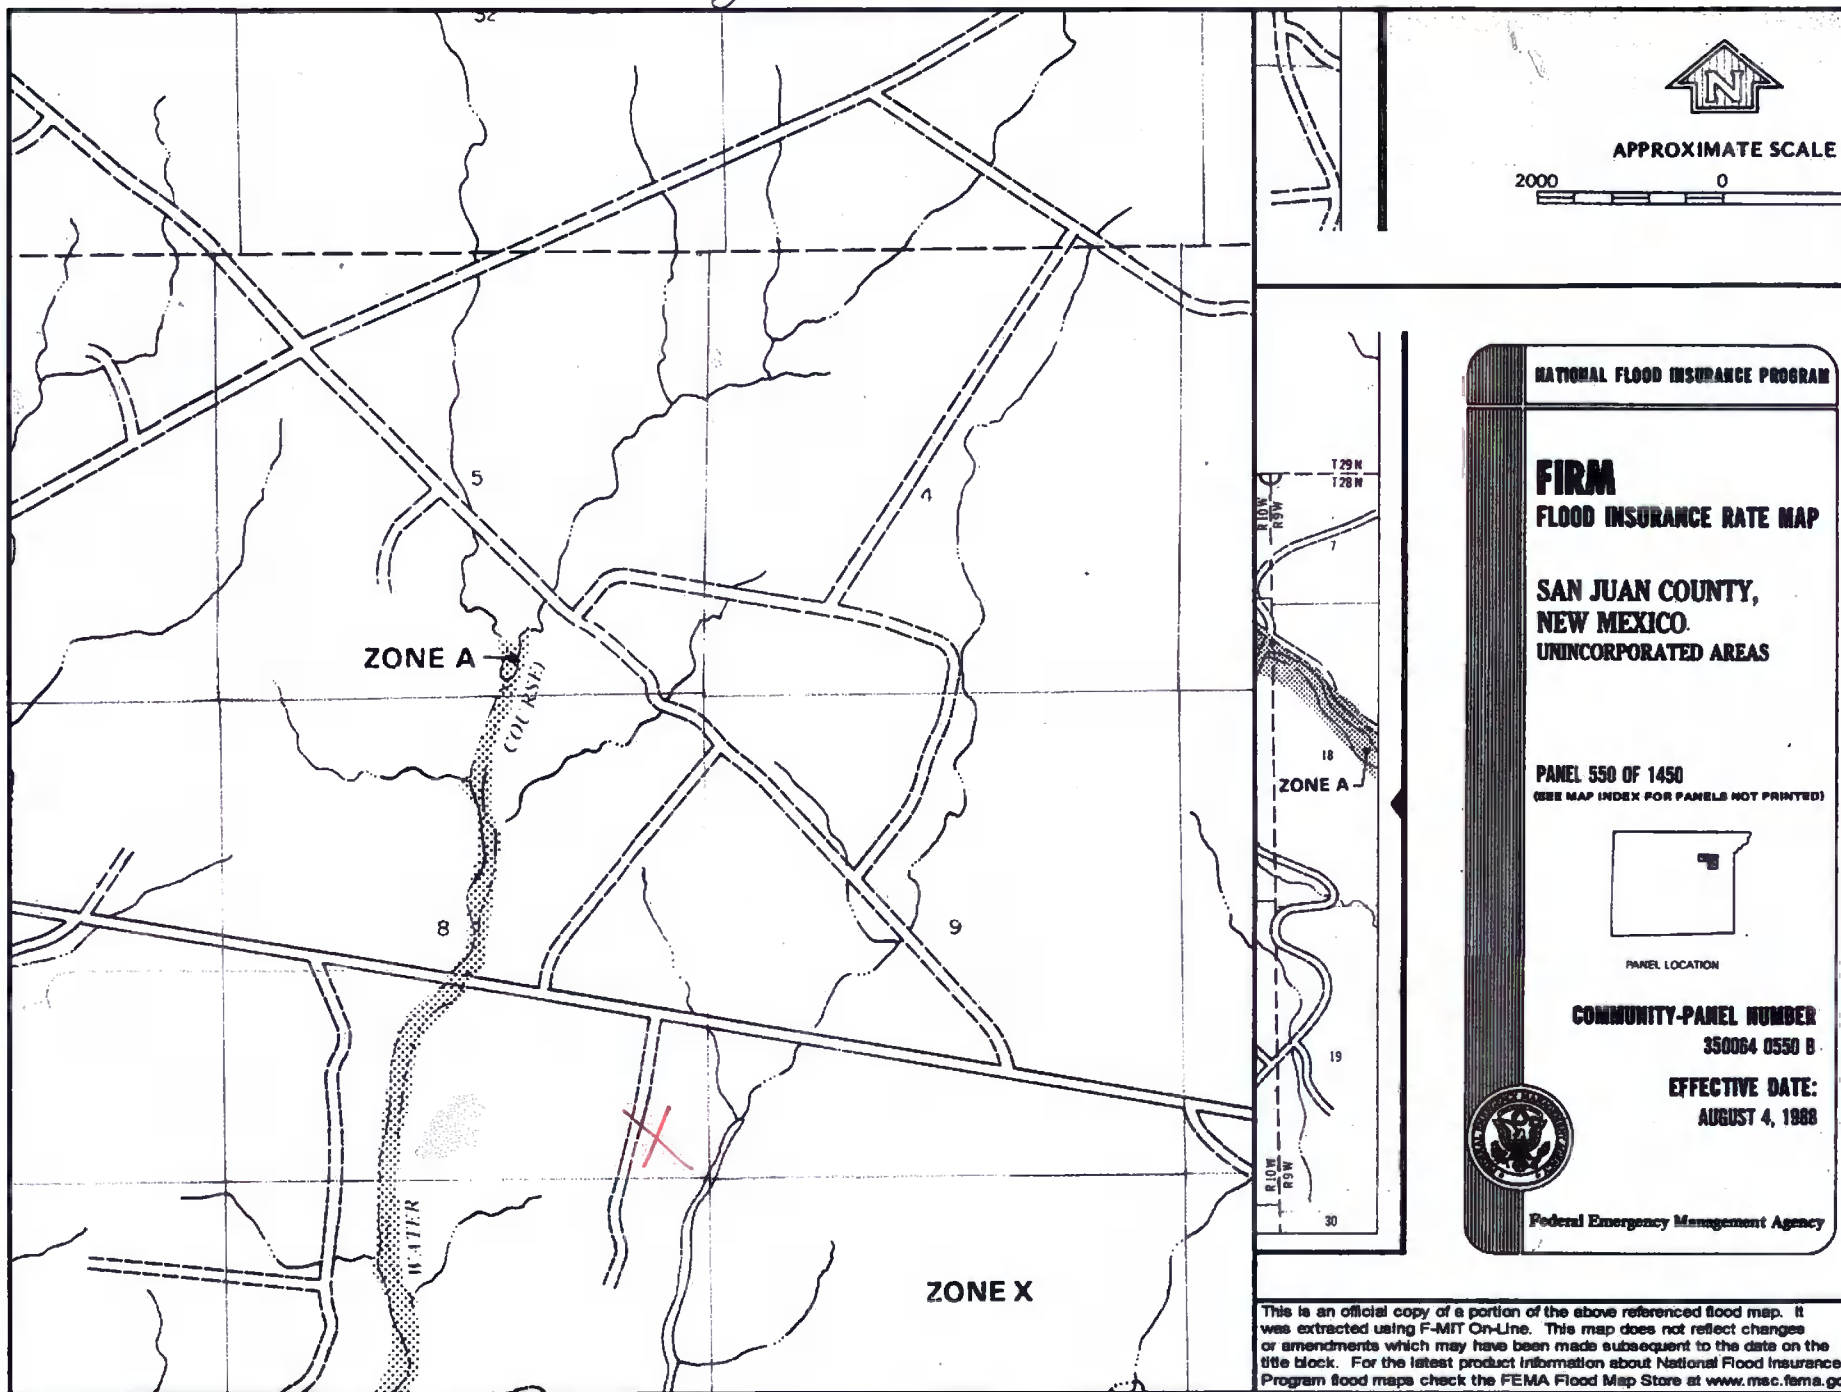 32
5
4
ZONE A
COURSE)
8
9
WATER
ZONE X
N
APPROXIMATE SCALE
2000 0
T29N
T28N
R10W
R9W
7
18
ZONE A
19
R10W
R9W
30
NATIONAL FLOOD INSURANCE PROGRAM
FIRM
FLOOD INSURANCE RATE MAP
SAN JUAN COUNTY,
NEW MEXICO
UNINCORPORATED AREAS
PANEL 550 OF 1450
(SEE MAP INDEX FOR PANELS NOT PRINTED)
PANEL LOCATION
COMMUNITY-PANEL NUMBER
350064 0550 B
EFFECTIVE DATE:
AUGUST 4, 1988
Federal Emergency Management Agency
This is an official copy of a portion of the above referenced flood map. It
was extracted using F-MIT On-Line. This map does not reflect changes
or amendments which may have been made subsequent to the date on the
title block. For the latest product information about National Flood Insurance
Program flood maps check the FEMA Flood Map Store at www.msc.fema.go